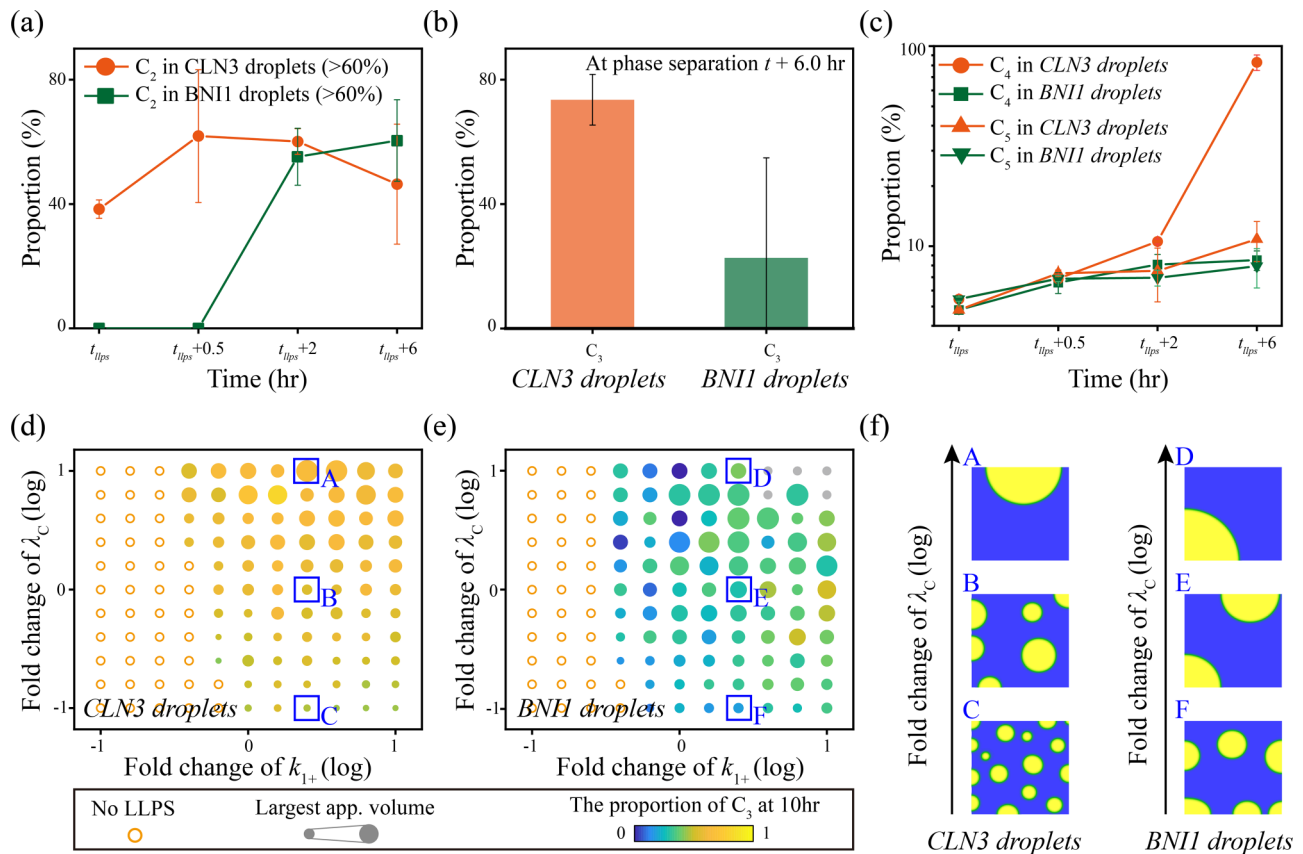 (a)
C2 in CLN3 droplets (>60%)
C2 in BNI1 droplets (>60%)
Proportion (%)
80
40
0
tllps
tllps+0.5
tllps+2
tllps+6
Time (hr)
(b)
At phase separation t + 6.0 hr
Proportion (%)
80
40
0
C3
C3
CLN3 droplets
BNI1 droplets
(c)
C4 in CLN3 droplets
C4 in BNI1 droplets
C5 in CLN3 droplets
C5 in BNI1 droplets
Proportion (%)
100
10
tllps
tllps+0.5
tllps+2
tllps+6
Time (hr)
(d)
Fold change of λC (log)
1
0
-1
A
B
C
CLN3 droplets
-1
0
1
Fold change of k1+ (log)
(e)
Fold change of λC (log)
1
0
-1
D
E
F
BNI1 droplets
-1
0
1
Fold change of k1+ (log)
(f)
Fold change of λC (log)
A
B
C
CLN3 droplets
Fold change of λC (log)
D
E
F
BNI1 droplets
No LLPS
Largest app. volume
The proportion of C3 at 10hr
0
1